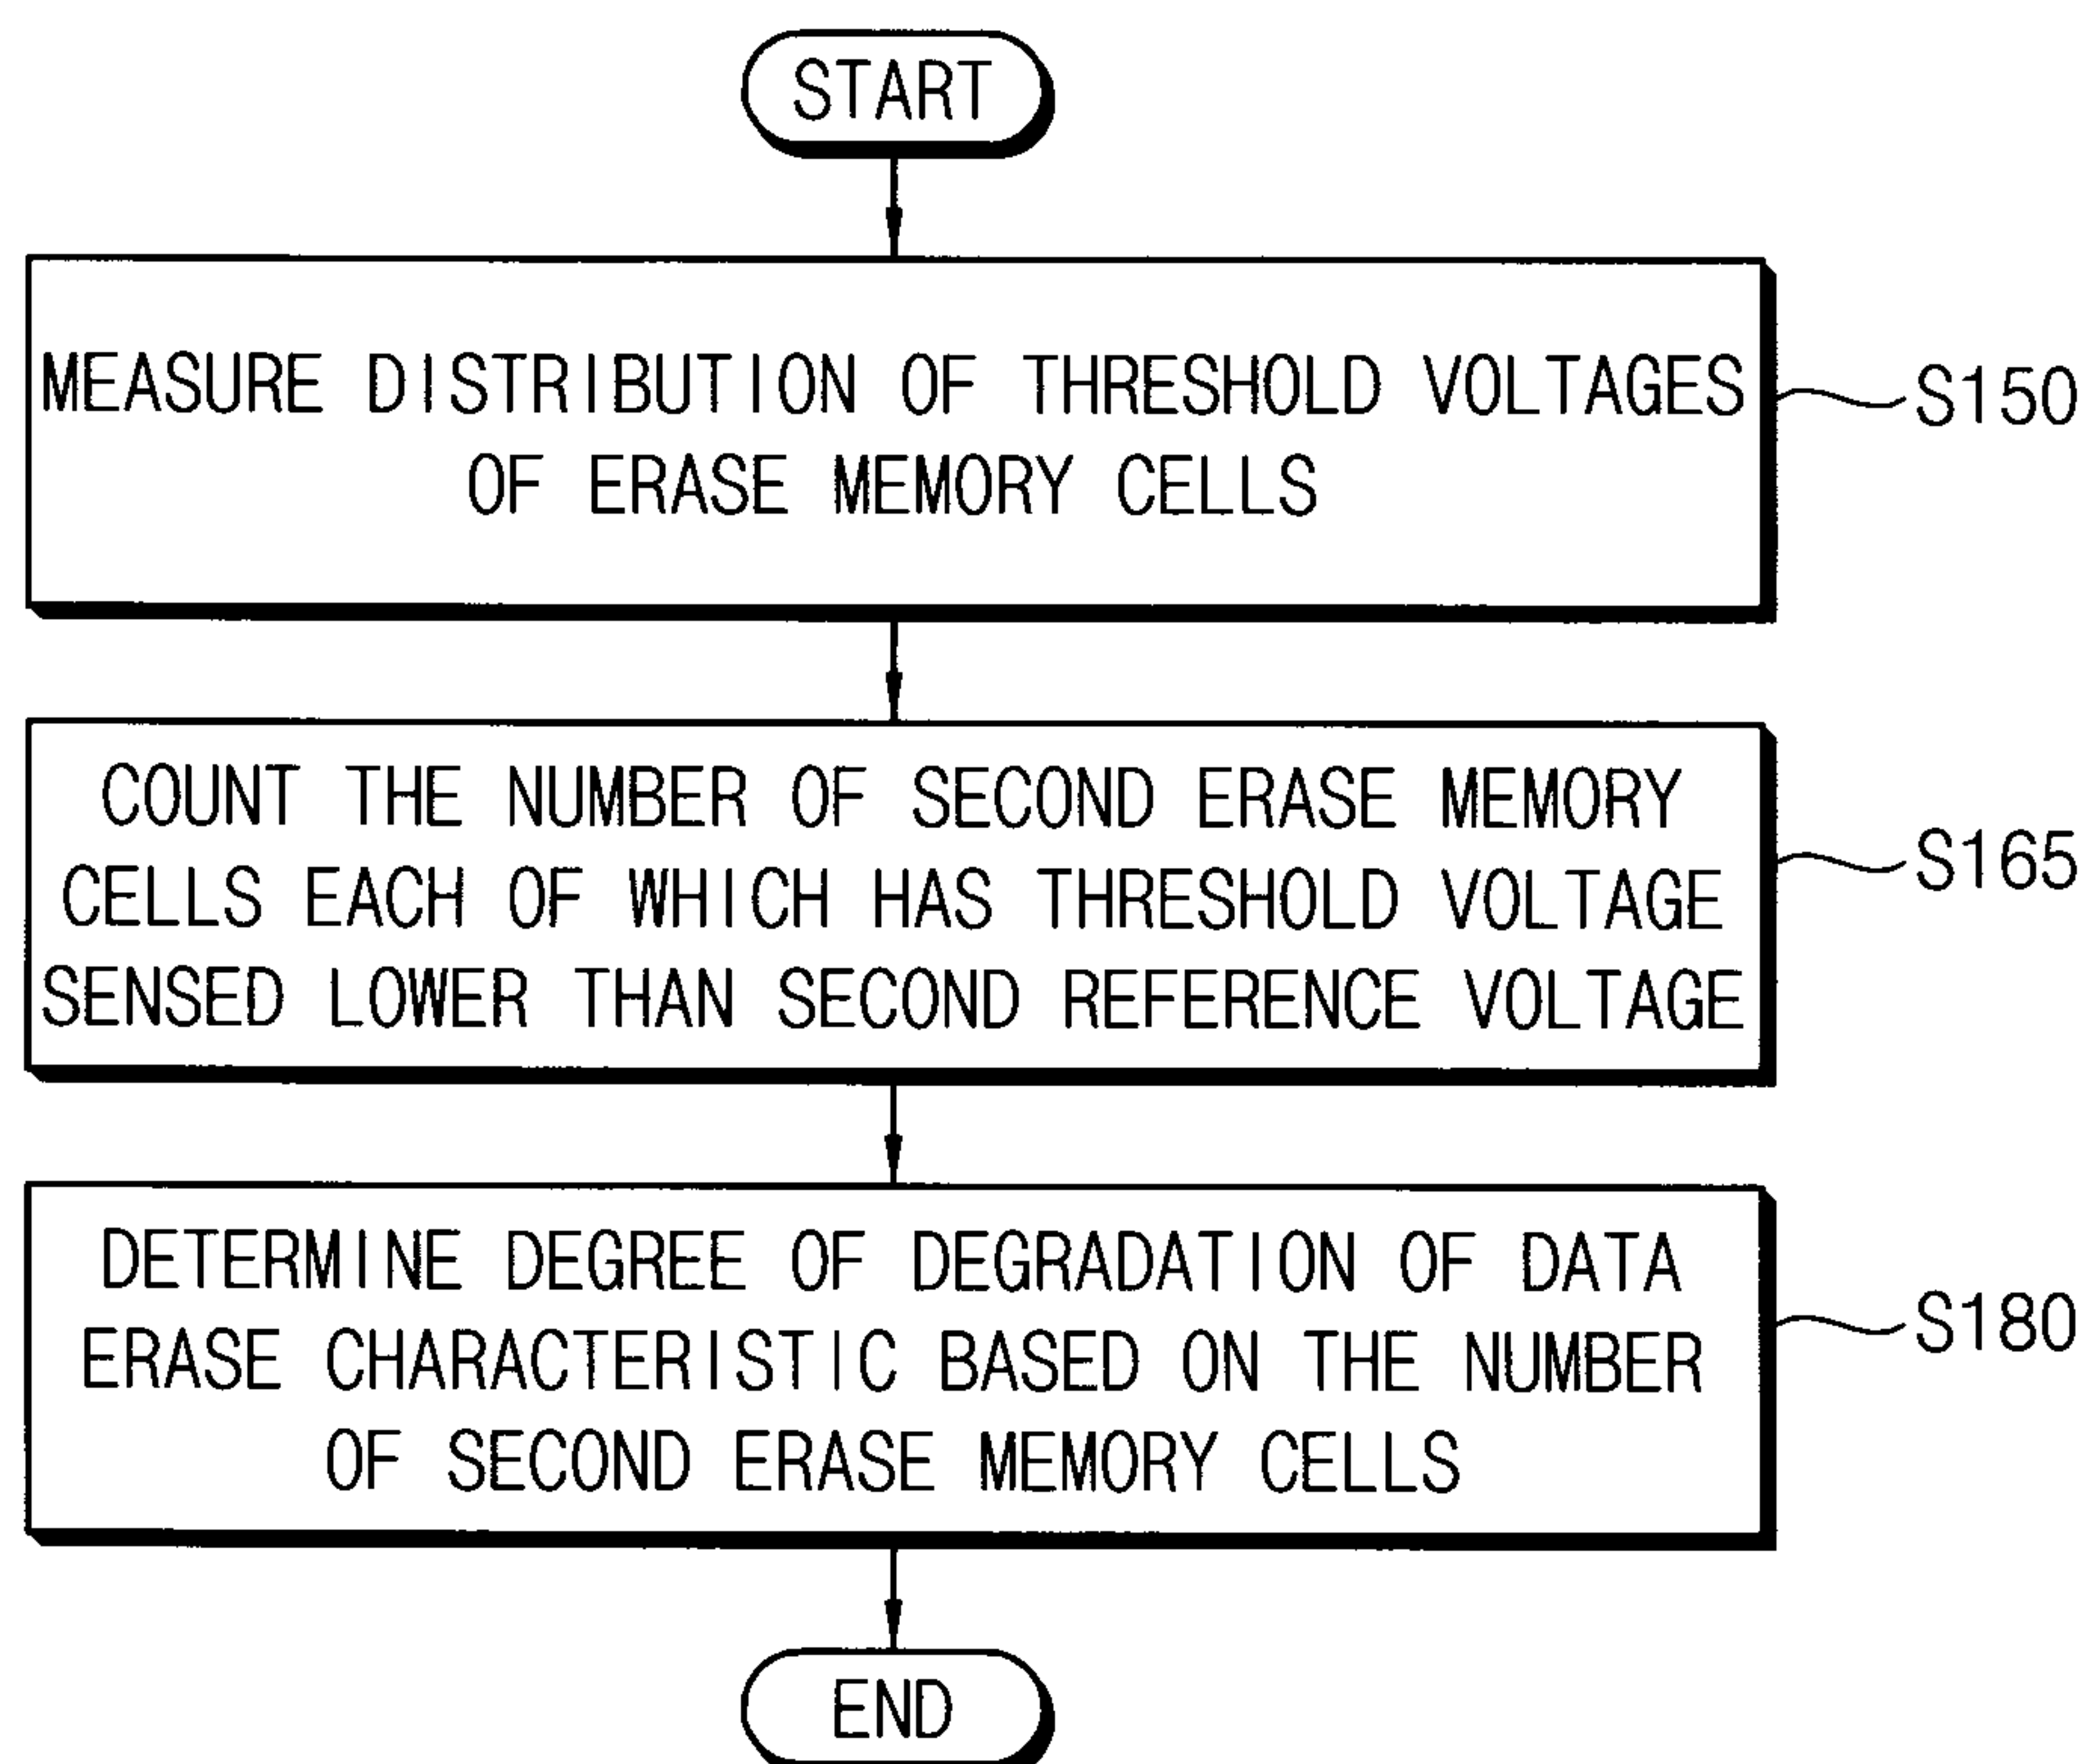 START
MEASURE DISTRIBUTION OF THRESHOLD VOLTAGES
OF ERASE MEMORY CELLS
S150
COUNT THE NUMBER OF SECOND ERASE MEMORY
CELLS EACH OF WHICH HAS THRESHOLD VOLTAGE
SENSED LOWER THAN SECOND REFERENCE VOLTAGE
S165
DETERMINE DEGREE OF DEGRADATION OF DATA
ERASE CHARACTERISTIC BASED ON THE NUMBER
OF SECOND ERASE MEMORY CELLS
S180
END